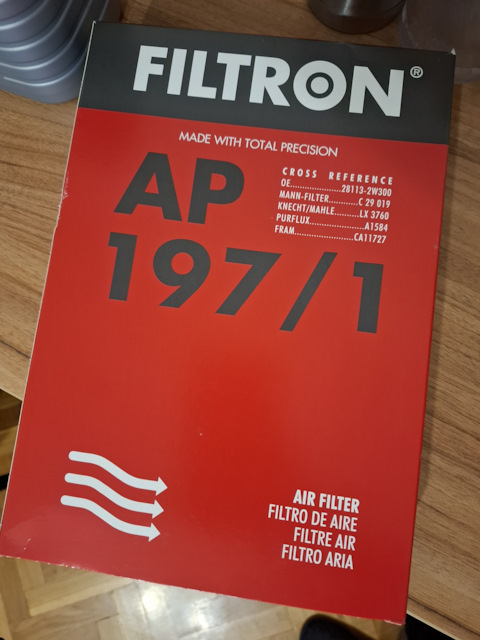 FILTRON®
MADE WITH TOTAL PRECISION
AP
197/1
CROSS REFERENCE
OE....................28113-2W300
MANN-FILTER...........C 29 019
KNECHT/MAHLE..........LX 3760
PURFLUX....................A1584
FRAM......................CA11727
AIR FILTER
FILTRO DE AIRE
FILTRE AIR
FILTRO ARIA